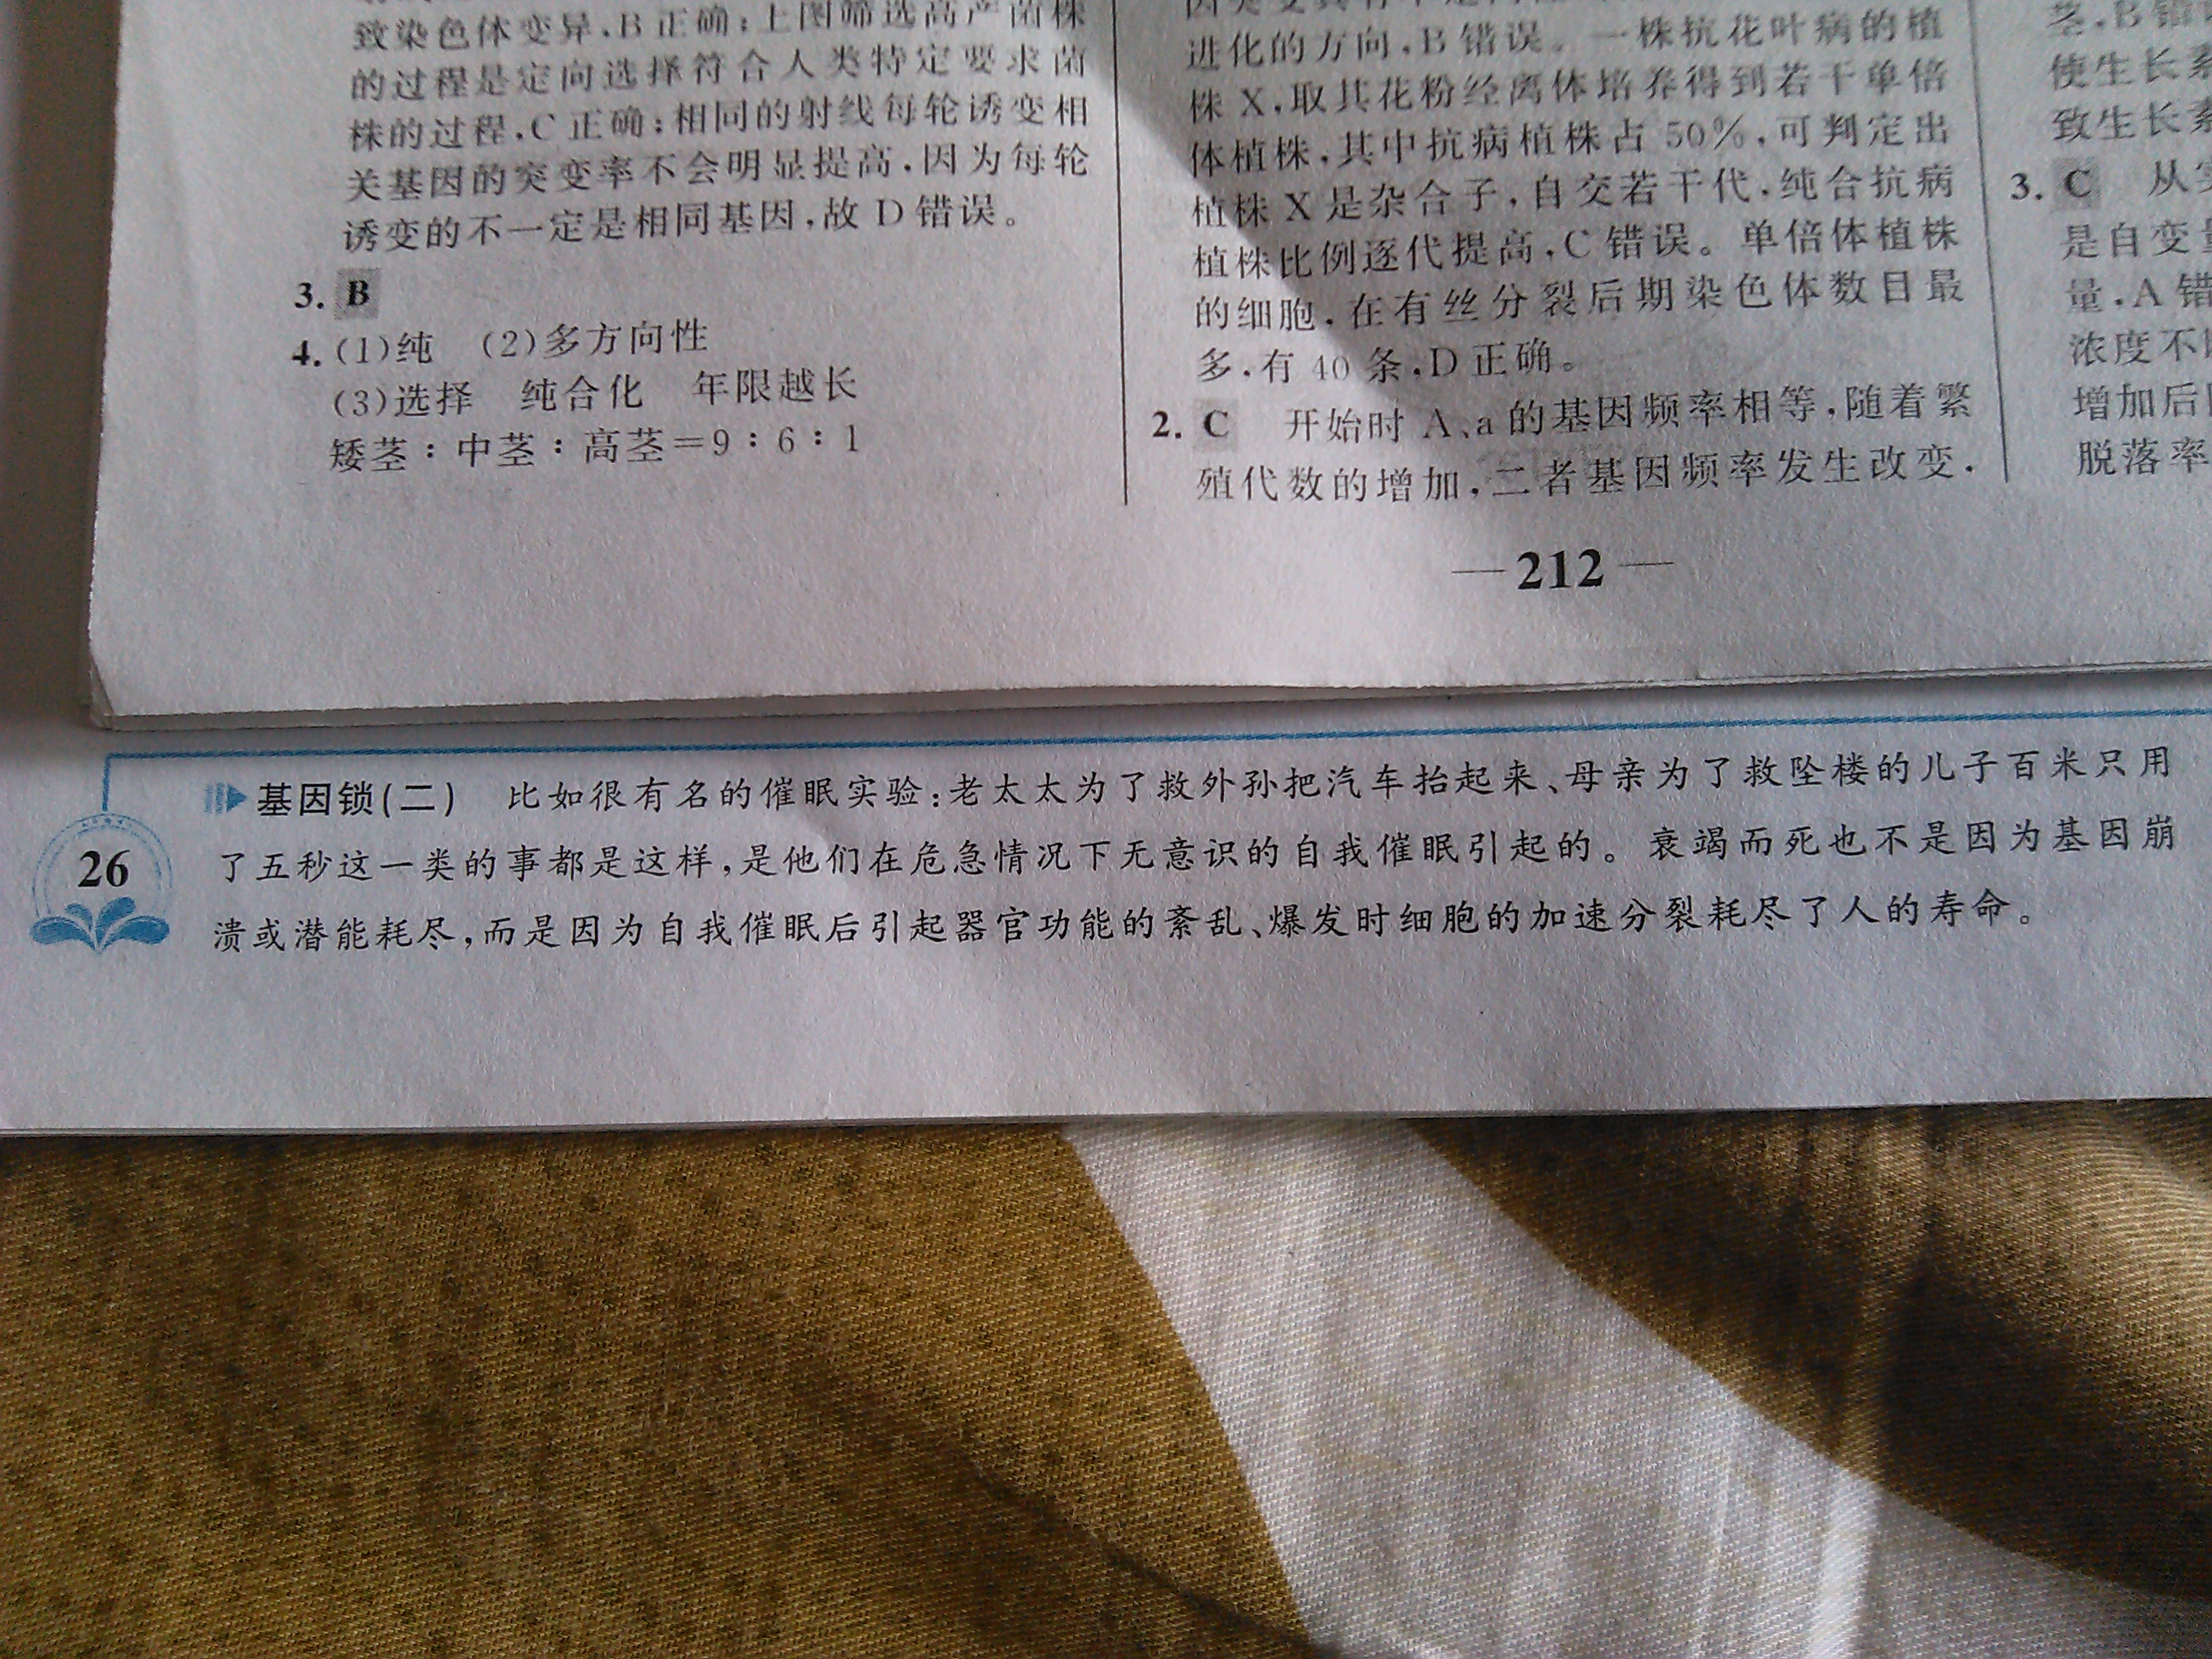 致染色体变异,B正确;上图筛选高产菌株
的过程是定向选择符合人类特定要求菌
株的过程,C正确;相同的射线每轮诱变相
关基因的突变率不会明显提高,因为每轮
诱变的不一定是相同基因,故D错误。
3. B
4. (1)纯 (2)多方向性
(3)选择 纯合化 年限越长
矮茎:中茎:高茎=9:6:1
进化的方向,B错误。一株抗花叶病的植
株X,取其花粉经离体培养得到若干单倍
体植株,其中抗病植株占50%,可判定出
植株X是杂合子,自交若干代,纯合抗病
植株比例逐代提高,C错误。单倍体植株
的细胞,在有丝分裂后期染色体数目最
多,有40条,D正确。
2. C 开始时A、a的基因频率相等,随着繁
殖代数的增加,二者基因频率发生改变,
茎,B错
使生长系
致生长系
3. C 从
是自变量
量,A错
浓度不
增加后
脱落率
—212—
基因锁(二) 比如很有名的催眠实验:老太太为了救外孙把汽车抬起来、母亲为了救坠楼的儿子百米只用
了五秒这一类的事都是这样,是他们在危急情况下无意识的自我催眠引起的。衰竭而死也不是因为基因崩
溃或潜能耗尽,而是因为自我催眠后引起器官功能的紊乱、爆发时细胞的加速分裂耗尽了人的寿命。
26